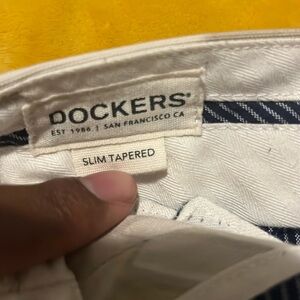 DOCKERS®
EST 1986 | SAN FRANCISCO CA
SLIM TAPERED